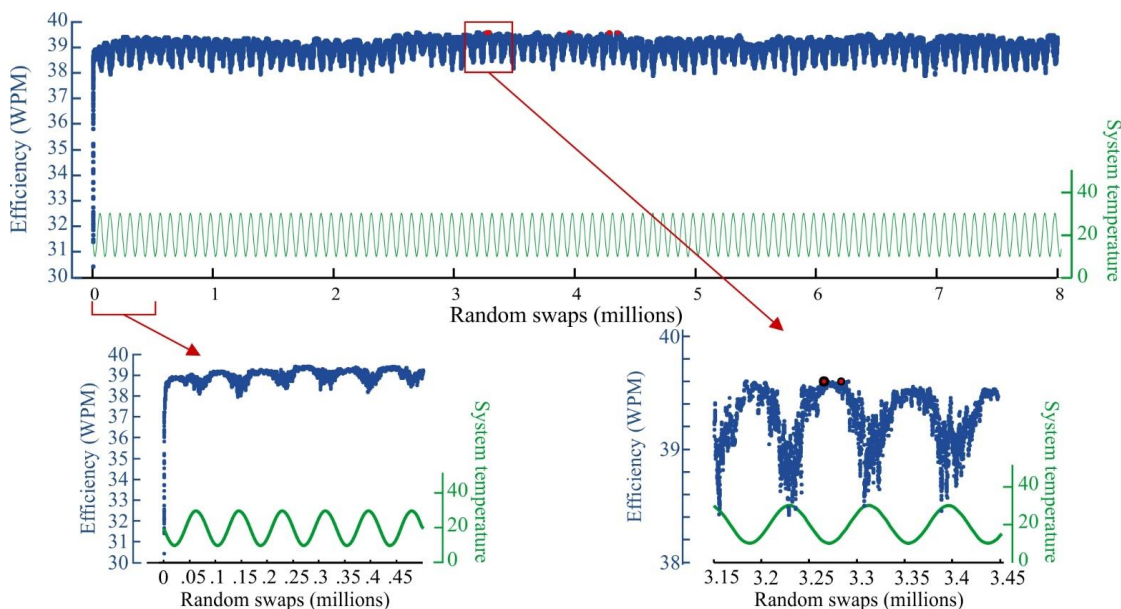 40
39
38
37
36
35
34
33
32
31
30
Efficiency (WPM)
40
20
0
System temperature
0 1 2 3 4 5 6 7 8
Random swaps (millions)
40
39
39
38
37
36
35
34
33
32
31
30
Efficiency (WPM)
40
20
0
System temperature
0 .05 .1 .15 .2 .25 .3 .35 .4 .45
Random swaps (millions)
40
39
38
Efficiency (WPM)
40
20
0
System temperature
3.15 3.2 3.25 3.3 3.35 3.4 3.45
Random swaps (millions)